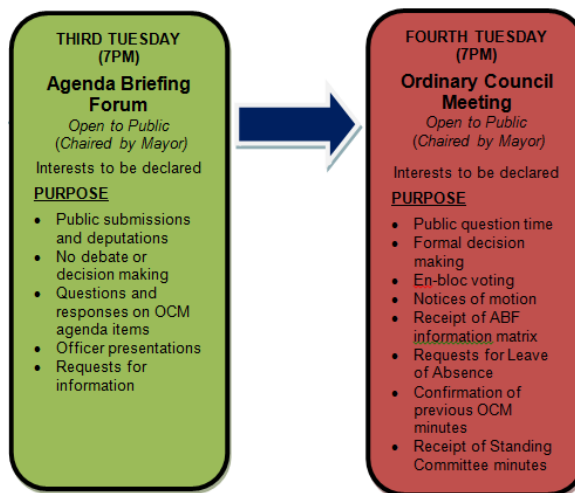 THIRD TUESDAY
(7PM)
Agenda Briefing
Forum
Open to Public
(Chaired by Mayor)
Interests to be declared
PURPOSE
• Public submissions
and deputations
• No debate or
decision making
• Questions and
responses on OCM
agenda items
• Officer presentations
• Requests for
information
FOURTH TUESDAY
(7PM)
Ordinary Council
Meeting
Open to Public
(Chaired by Mayor)
Interests to be declared
PURPOSE
• Public question time
• Formal decision
making
• En-bloc voting
• Notices of motion
• Receipt of ABF
information matrix
• Requests for Leave
of Absence
• Confirmation of
previous OCM
minutes
• Receipt of Standing
Committee minutes